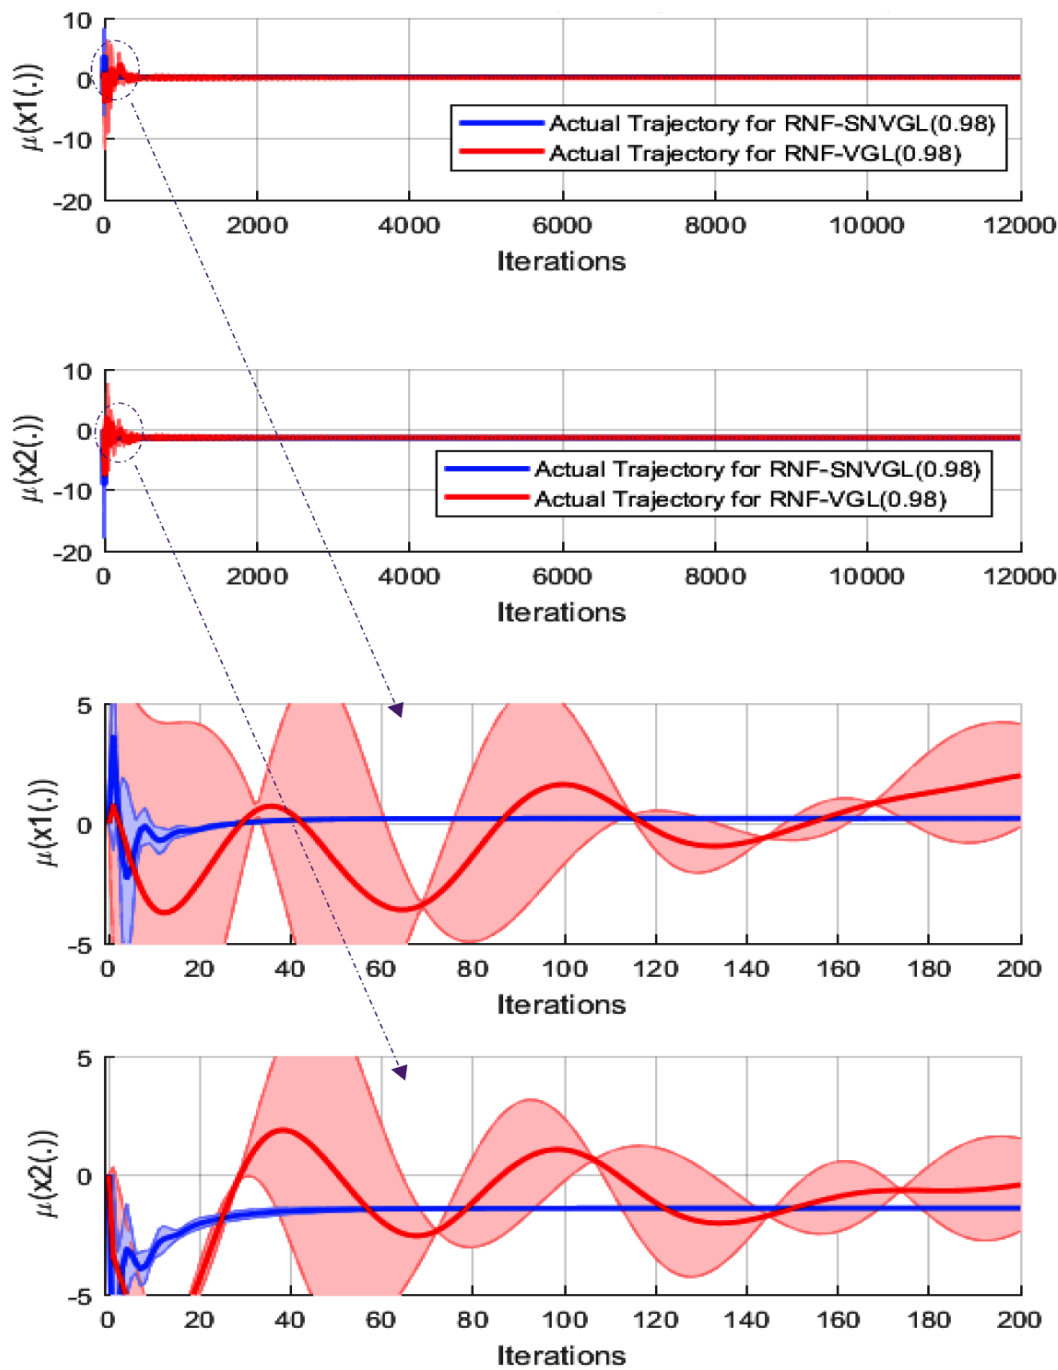 10
0
-10
-20
μ(x1(.))
Actual Trajectory for RNF-SNVGL(0.98)
Actual Trajectory for RNF-VGL(0.98)
0 2000 4000 6000 8000 10000 12000
Iterations
10
0
-10
-20
μ(x2(.))
Actual Trajectory for RNF-SNVGL(0.98)
Actual Trajectory for RNF-VGL(0.98)
0 2000 4000 6000 8000 10000 12000
Iterations
5
0
-5
μ(x1(.))
0 20 40 60 80 100 120 140 160 180 200
Iterations
5
0
-5
μ(x2(.))
0 20 40 60 80 100 120 140 160 180 200
Iterations